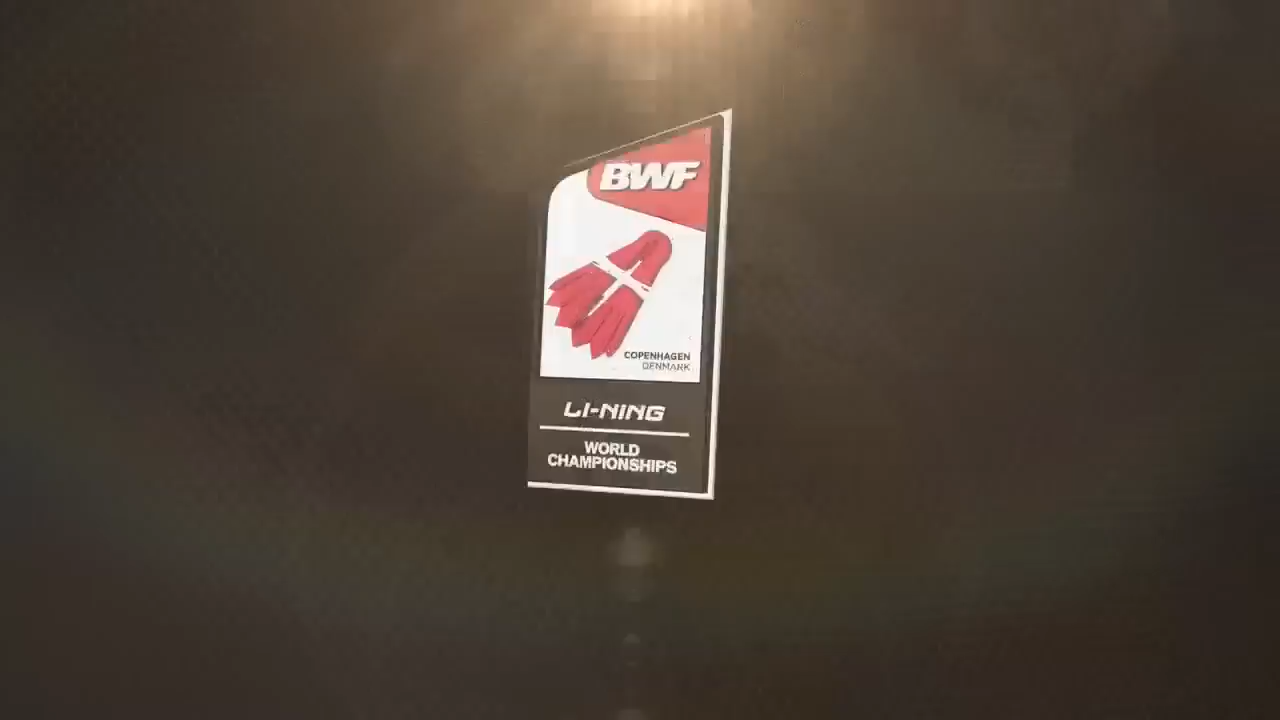 BWF
COPENHAGEN
DENMARK
LI-NING
WORLD
CHAMPIONSHIPS